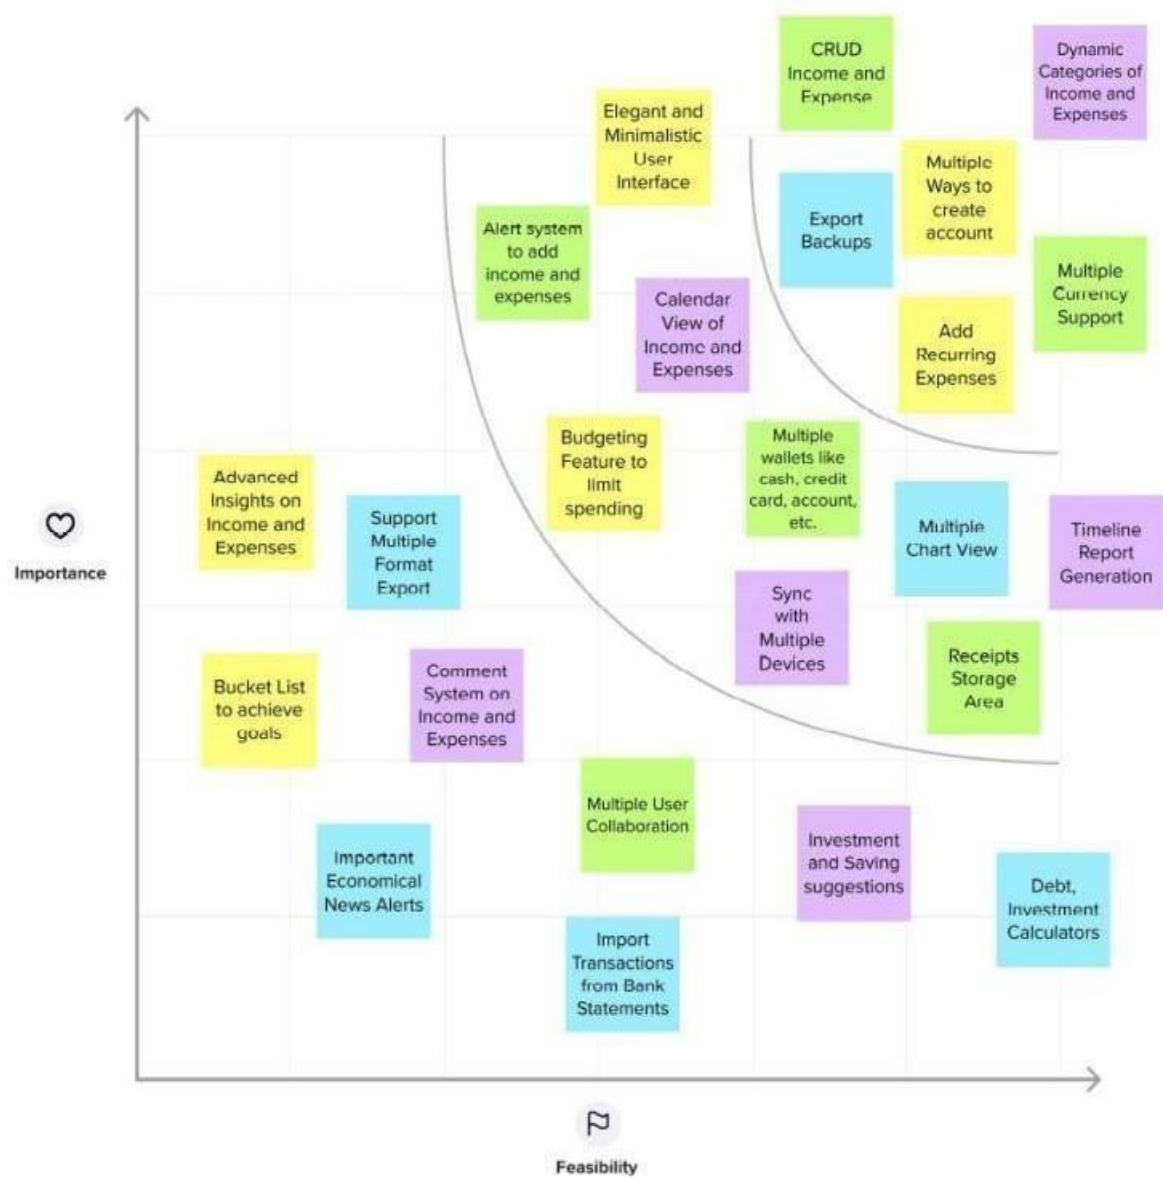 CRUD
Income and
Expense
Dynamic
Categories of
Income and
Expenses
Elegant and
Minimalistic
User
Interface
Multiple
Ways to
create
account
Export
Backups
Alert system
to add
income and
expenses
Multiple
Currency
Support
Calendar
View of
Income and
Expenses
Add
Recurring
Expenses
Budgeting
Feature to
limit
spending
Multiple
wallets like
cash, credit
card, account,
etc.
Advanced
Insights on
Income and
Expenses
Support
Multiple
Format
Export
Multiple
Chart View
Timeline
Report
Generation
Importance
Sync
with
Multiple
Devices
Receipts
Storage
Area
Bucket List
to achieve
goals
Comment
System on
Income and
Expenses
Multiple User
Collaboration
Investment
and Saving
suggestions
Important
Economical
News Alerts
Debt,
Investment
Calculators
Import
Transactions
from Bank
Statements
Feasibility